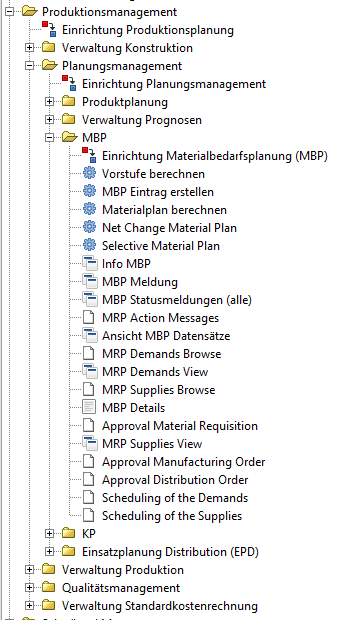 Produktionsmanagement
Einrichtung Produktionsplanung
Verwaltung Konstruktion
Planungsmanagement
Einrichtung Planungsmanagement
Produktplanung
Verwaltung Prognosen
MBP
Einrichtung Materialbedarfsplanung (MBP)
Vorstufe berechnen
MBP Eintrag erstellen
Materialplan berechnen
Net Change Material Plan
Selective Material Plan
Info MBP
MBP Meldung
MBP Statusmeldungen (alle)
MRP Action Messages
Ansicht MBP Datensätze
MRP Demands Browse
MRP Demands View
MRP Supplies Browse
MBP Details
Approval Material Requisition
MRP Supplies View
Approval Manufacturing Order
Approval Distribution Order
Scheduling of the Demands
Scheduling of the Supplies
KP
Einsatzplanung Distribution (EPD)
Verwaltung Produktion
Qualitätsmanagement
Verwaltung Standardkostenrechnung